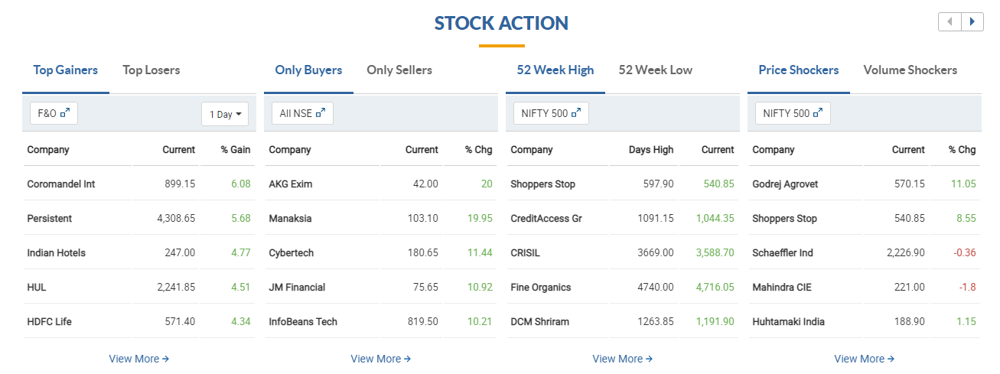 STOCK ACTION
Top Gainers Top Losers Only Buyers Only Sellers 52 Week High 52 Week Low Price Shockers Volume Shockers
F&O 1 Day All NSE NIFTY 500 NIFTY 500
Company Current % Gain Company Current % Chg Company Days High Current Company Current % Chg
Coromandel Int 899.15 6.08 AKG Exim 42.00 20 Shoppers Stop 597.90 540.85 Godrej Agrovet 570.15 11.05
Persistent 4,308.65 5.68 Manaksia 103.10 19.95 CreditAccess Gr 1091.15 1,044.35 Shoppers Stop 540.85 8.55
Indian Hotels 247.00 4.77 Cybertech 180.65 11.44 CRISIL 3669.00 3,588.70 Schaeffler Ind 2,226.90 -0.36
HUL 2,241.85 4.51 JM Financial 75.65 10.92 Fine Organics 4740.00 4,716.05 Mahindra CIE 221.00 -1.8
HDFC Life 571.40 4.34 InfoBeans Tech 819.50 10.21 DCM Shriram 1263.85 1,191.90 Huhtamaki India 188.90 1.15
View More → View More → View More → View More →